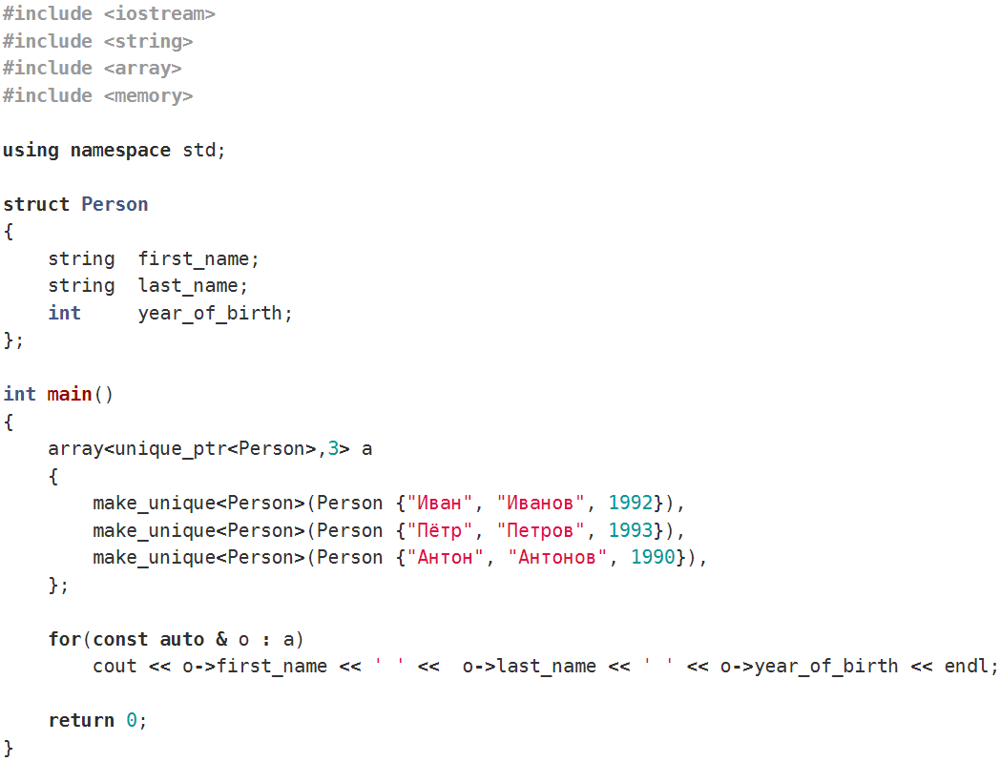 #include <iostream>
#include <string>
#include <array>
#include <memory>
using namespace std;
struct Person
{
    string  first_name;
    string  last_name;
    int     year_of_birth;
};
int main()
{
    array<unique_ptr<Person>,3> a
    {
        make_unique<Person>(Person {"Иван", "Иванов", 1992}),
        make_unique<Person>(Person {"Пётр", "Петров", 1993}),
        make_unique<Person>(Person {"Антон", "Антонов", 1990}),
    };
    for(const auto & o : a)
        cout << o->first_name << ' ' <<  o->last_name << ' ' << o->year_of_birth << endl;
    return 0;
}